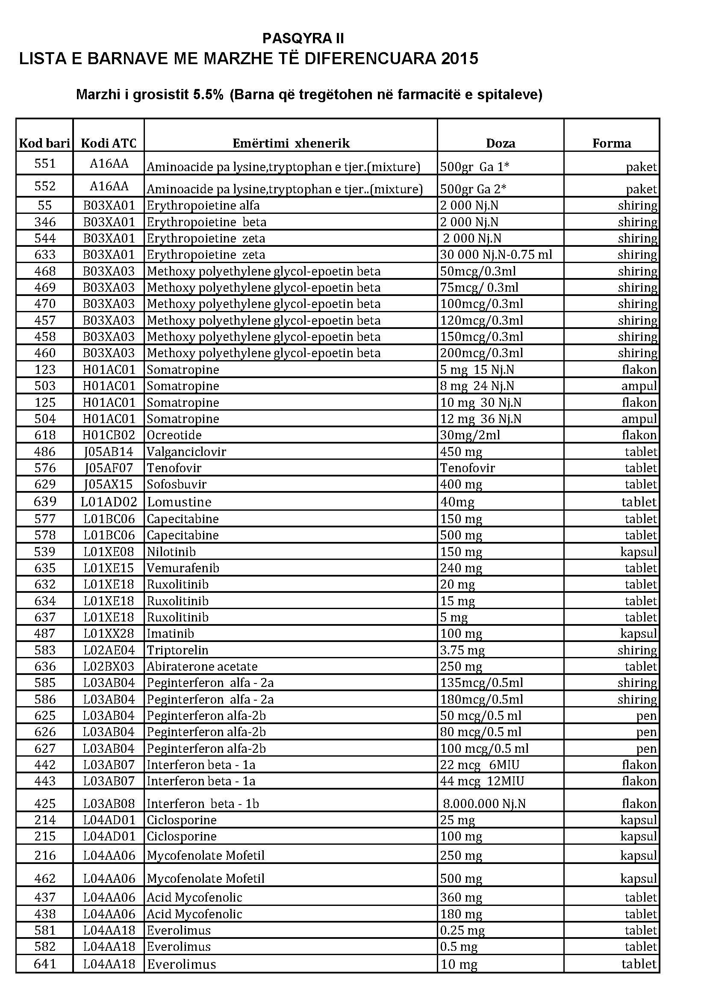 PASQYRA II
LISTA E BARNAVE ME MARZHE TË DIFERENCUARA 2015
Marzhi i grosistit 5.5% (Barna që tregëtohen në farmacitë e spitaleve)
Kod bari Kodi ATC Emërtimi xhenerik Doza Forma
551 A16AA Aminoacide pa lysine,tryptophan e tjer.(mixture) 500gr Ga 1* paket
552 A16AA Aminoacide pa lysine,tryptophan e tjer..(mixture) 500gr Ga 2* paket
55 B03XA01 Erythropoietine alfa 2 000 Nj.N shiring
346 B03XA01 Erythropoietine beta 2 000 Nj.N shiring
544 B03XA01 Erythropoietine zeta 2 000 Nj.N shiring
633 B03XA01 Erythropoietine zeta 30 000 Nj.N-0.75 ml shiring
468 B03XA03 Methoxy polyethylene glycol-epoetin beta 50mcg/0.3ml shiring
469 B03XA03 Methoxy polyethylene glycol-epoetin beta 75mcg/ 0.3ml shiring
470 B03XA03 Methoxy polyethylene glycol-epoetin beta 100mcg/0.3ml shiring
457 B03XA03 Methoxy polyethylene glycol-epoetin beta 120mcg/0.3ml shiring
458 B03XA03 Methoxy polyethylene glycol-epoetin beta 150mcg/0.3ml shiring
460 B03XA03 Methoxy polyethylene glycol-epoetin beta 200mcg/0.3ml shiring
123 H01AC01 Somatropine 5 mg 15 Nj.N flakon
503 H01AC01 Somatropine 8 mg 24 Nj.N ampul
125 H01AC01 Somatropine 10 mg 30 Nj.N flakon
504 H01AC01 Somatropine 12 mg 36 Nj.N ampul
618 H01CB02 Ocreotide 30mg/2ml flakon
486 J05AB14 Valganciclovir 450 mg tablet
576 J05AF07 Tenofovir Tenofovir tablet
629 J05AX15 Sofosbuvir 400 mg tablet
639 L01AD02 Lomustine 40mg tablet
577 L01BC06 Capecitabine 150 mg tablet
578 L01BC06 Capecitabine 500 mg tablet
539 L01XE08 Nilotinib 150 mg kapsul
635 L01XE15 Vemurafenib 240 mg tablet
632 L01XE18 Ruxolitinib 20 mg tablet
634 L01XE18 Ruxolitinib 15 mg tablet
637 L01XE18 Ruxolitinib 5 mg tablet
487 L01XX28 Imatinib 100 mg kapsul
583 L02AE04 Triptorelin 3.75 mg shiring
636 L02BX03 Abiraterone acetate 250 mg tablet
585 L03AB04 Peginterferon alfa - 2a 135mcg/0.5ml shiring
586 L03AB04 Peginterferon alfa - 2a 180mcg/0.5ml shiring
625 L03AB04 Peginterferon alfa-2b 50 mcg/0.5 ml pen
626 L03AB04 Peginterferon alfa-2b 80 mcg/0.5 ml pen
627 L03AB04 Peginterferon alfa-2b 100 mcg/0.5 ml pen
442 L03AB07 Interferon beta - 1a 22 mcg 6MIU flakon
443 L03AB07 Interferon beta - 1a 44 mcg 12MIU flakon
425 L03AB08 Interferon beta - 1b 8.000.000 Nj.N flakon
214 L04AD01 Ciclosporine 25 mg kapsul
215 L04AD01 Ciclosporine 100 mg kapsul
216 L04AA06 Mycofenolate Mofetil 250 mg kapsul
462 L04AA06 Mycofenolate Mofetil 500 mg kapsul
437 L04AA06 Acid Mycofenolic 360 mg tablet
438 L04AA06 Acid Mycofenolic 180 mg tablet
581 L04AA18 Everolimus 0.25 mg tablet
582 L04AA18 Everolimus 0.5 mg tablet
641 L04AA18 Everolimus 10 mg tablet